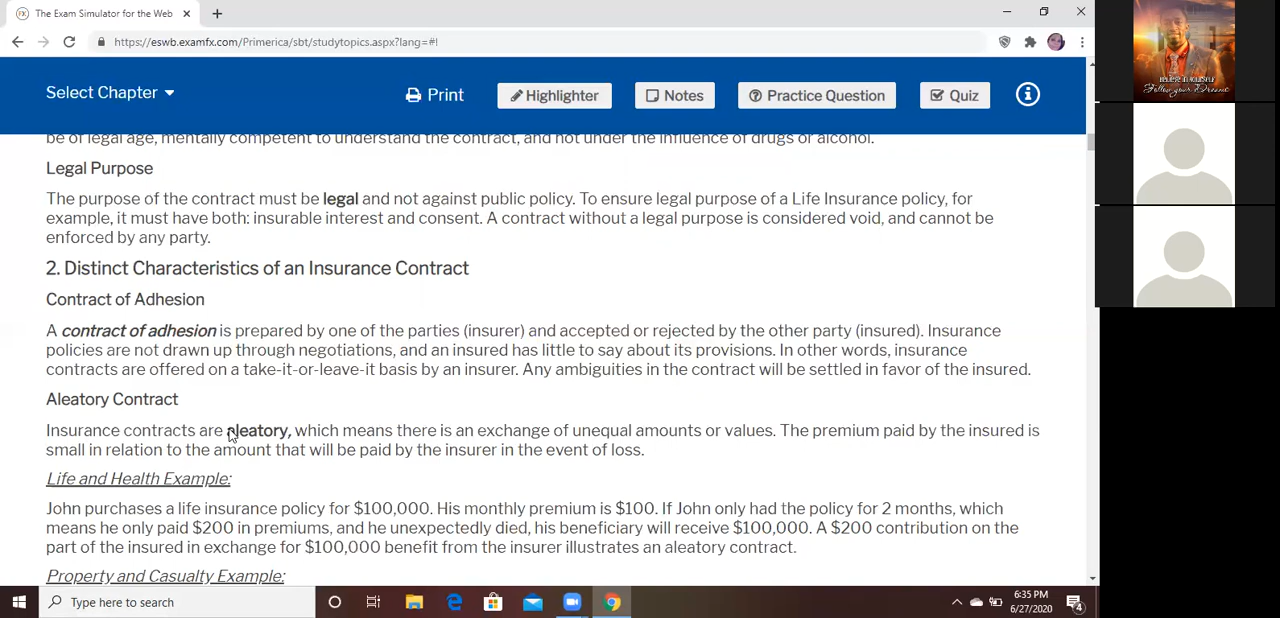 The Exam Simulator for the Web
https://eswb.examfx.com/Primerica/sbt/studytopics.aspx?lang=#!
Select Chapter
Print
Highlighter
Notes
Practice Question
Quiz
be of legal age, mentally competent to understand the contract, and not under the influence of drugs or alcohol.
Legal Purpose
The purpose of the contract must be legal and not against public policy. To ensure legal purpose of a Life Insurance policy, for
example, it must have both: insurable interest and consent. A contract without a legal purpose is considered void, and cannot be
enforced by any party.
2. Distinct Characteristics of an Insurance Contract
Contract of Adhesion
A contract of adhesion is prepared by one of the parties (insurer) and accepted or rejected by the other party (insured). Insurance
policies are not drawn up through negotiations, and an insured has little to say about its provisions. In other words, insurance
contracts are offered on a take-it-or-leave-it basis by an insurer. Any ambiguities in the contract will be settled in favor of the insured.
Aleatory Contract
Insurance contracts are aleatory, which means there is an exchange of unequal amounts or values. The premium paid by the insured is
small in relation to the amount that will be paid by the insurer in the event of loss.
Life and Health Example:
John purchases a life insurance policy for $100,000. His monthly premium is $100. If John only had the policy for 2 months, which
means he only paid $200 in premiums, and he unexpectedly died, his beneficiary will receive $100,000. A $200 contribution on the
part of the insured in exchange for $100,000 benefit from the insurer illustrates an aleatory contract.
Property and Casualty Example:
Type here to search
6:35 PM
6/27/2020
4
BELIEVE IN YOURSELF
Follow your Dreams